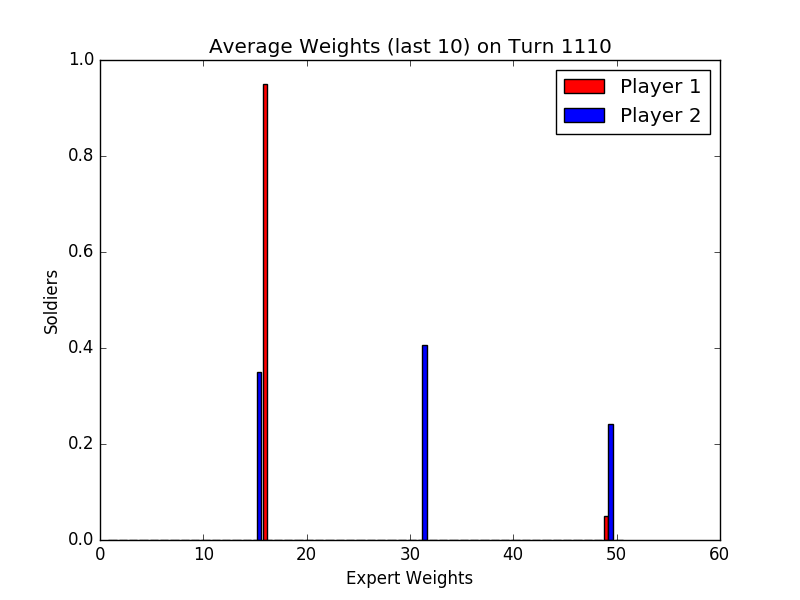 Average Weights (last 10) on Turn 1110
1.0
0.8
0.6
0.4
0.2
0.0
Soldiers
Player 1
Player 2
0 10 20 30 40 50 60
Expert Weights